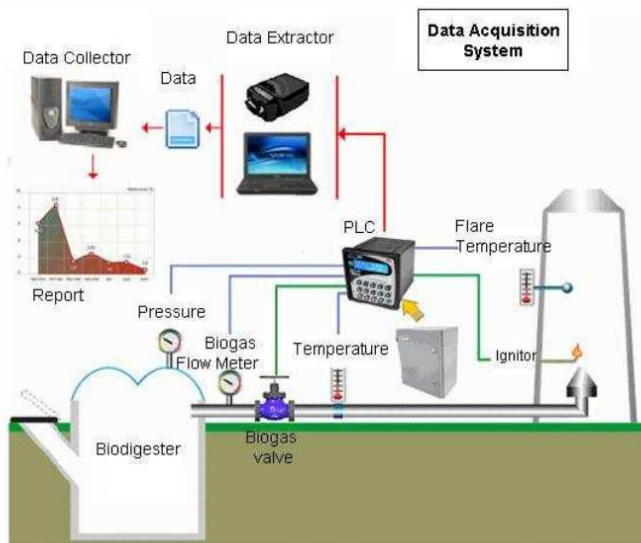 Data Acquisition
System
Data Extractor
Data Collector
Data
PLC
Flare
Temperature
Report
Pressure
Biogas
Flow Meter
Temperature
Ignitor
Biodigester
Biogas
valve